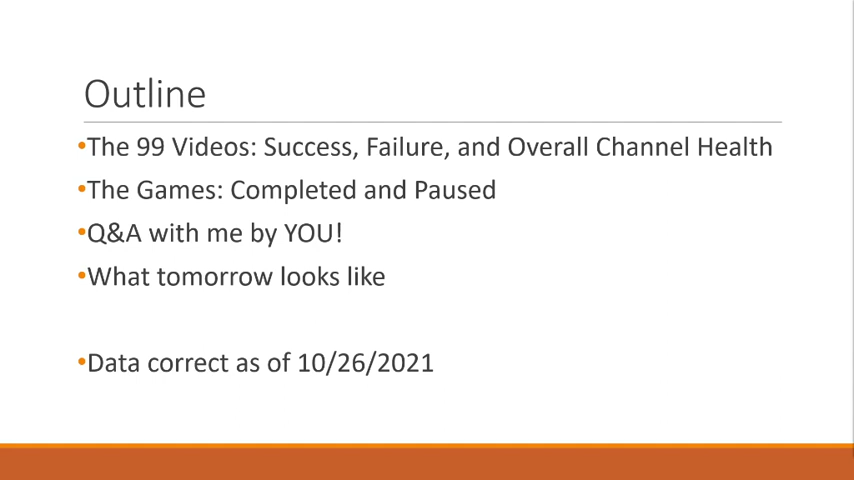 Outline
•The 99 Videos: Success, Failure, and Overall Channel Health
•The Games: Completed and Paused
•Q&A with me by YOU!
•What tomorrow looks like
•Data correct as of 10/26/2021